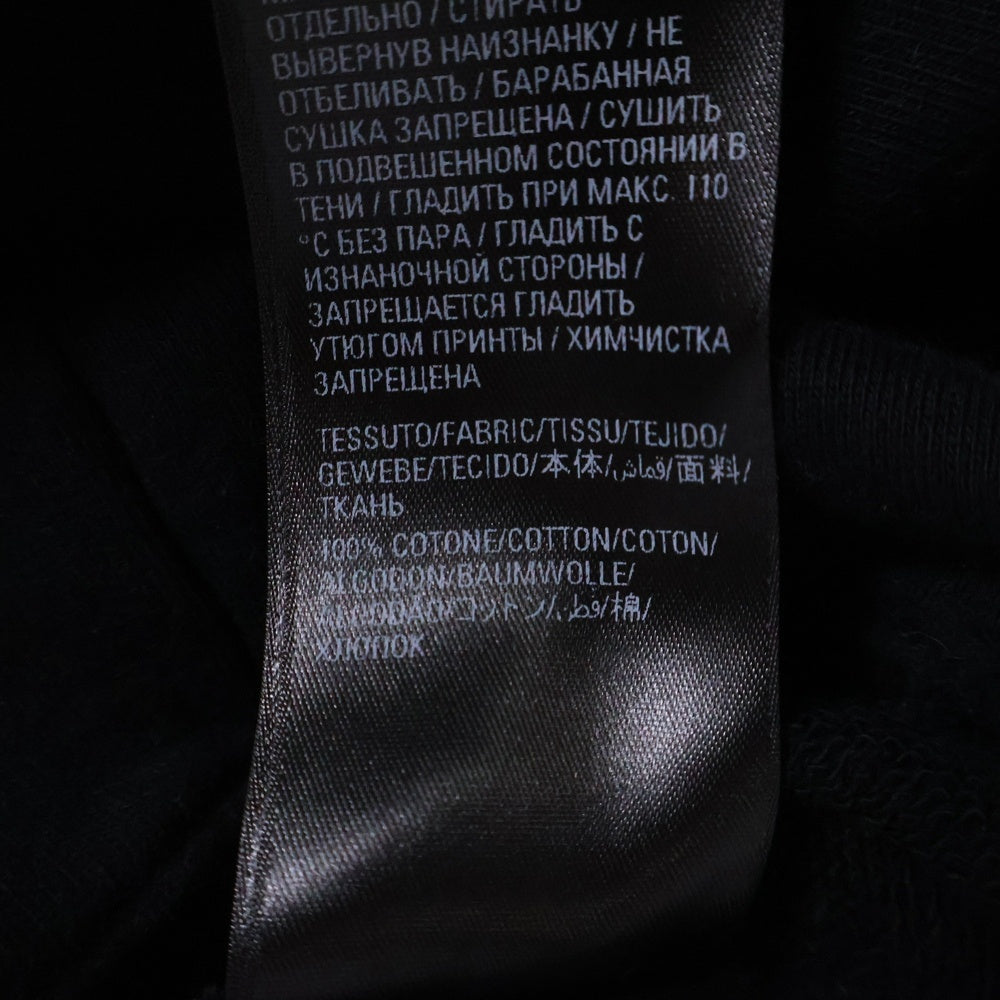 ОТДЕЛЬНО / СТИРАТЬ
ВЫВЕРНУВ НАИЗНАНКУ / НЕ
ОТБЕЛИВАТЬ / БАРАБАННАЯ
СУШКА ЗАПРЕЩЕНА / СУШИТЬ
В ПОДВЕШЕННОМ СОСТОЯНИИ В
ТЕНИ / ГЛАДИТЬ ПРИ МАКС. 110
°C БЕЗ ПАРА / ГЛАДИТЬ С
ИЗНАНОЧНОЙ СТОРОНЫ /
ЗАПРЕЩАЕТСЯ ГЛАДИТЬ
УТЮГОМ ПРИНТЫ / ХИМЧИСТКА
ЗАПРЕЩЕНА
TESSUTO/FABRIC/TISSU/TEJIDO/
GEWEBE/TECIDO/本体/قماش/面料/
ТКАНЬ
100% COTONE/COTTON/COTON/
ALGODON/BAUMWOLLE/
ALGODÃO/コットン/قطن/棉/
ХЛОПОК